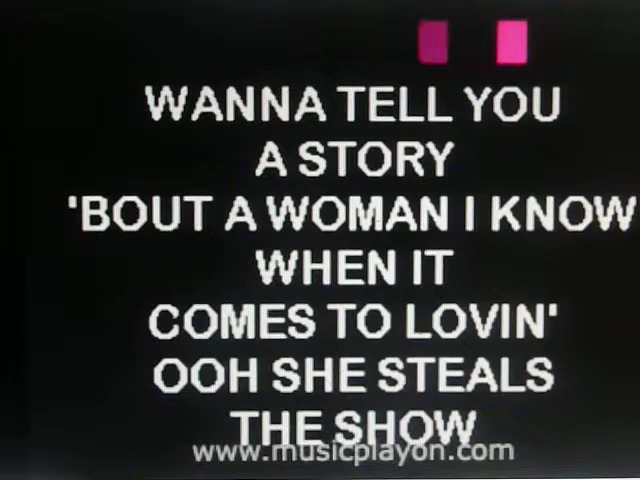 WANNA TELL YOU
A STORY
'BOUT A WOMAN I KNOW
WHEN IT
COMES TO LOVIN'
OOH SHE STEALS
THE SHOW
www.musicplayon.com